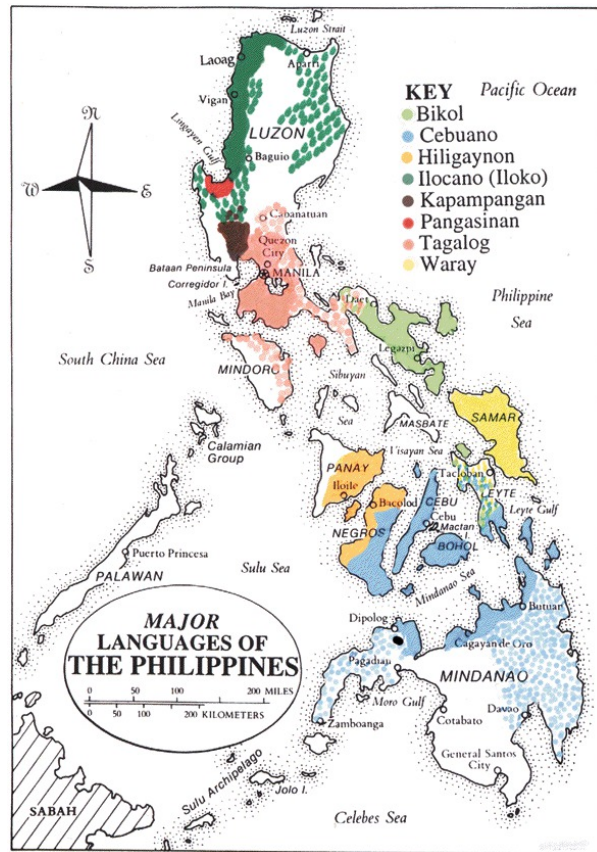 Luzon Strait
Laoag
Aparri
Vigan
LUZON
Lingayen Gulf
Baguio
KEY
Pacific Ocean
Bikol
Cebuano
Hiligaynon
Ilocano (Iloko)
Kapampangan
Pangasinan
Tagalog
Waray
N
W
E
S
Cabanatuan
Quezon
City
Bataan Peninsula
MANILA
Corregidor I.
Manila Bay
Daet
Philippine
Sea
Legazpi
South China Sea
MINDORO
Sibuyan
Sea
MASBATE
SAMAR
Calamian
Group
Visayan Sea
PANAY
Iloilo
Tacloban
LEYTE
Bacolod
CEBU
Cebu
Mactan
Leyte Gulf
NEGROS
BOHOL
Puerto Princesa
PALAWAN
Sulu Sea
Mindanao Sea
MAJOR
LANGUAGES OF
THE PHILIPPINES
0 50 100 200 MILES
0 50 100 200 KILOMETERS
Dipolog
Butuan
Cagayan de Oro
Pagadian
MINDANAO
Moro Gulf
Zamboanga
Cotabato
Davao
General Santos
City
Sulu Archipelago
Jolo I.
SABAH
Celebes Sea